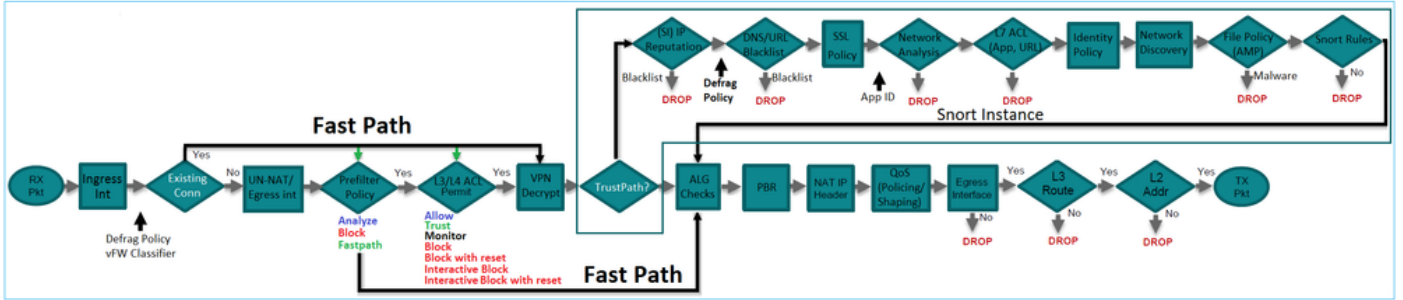 (SI) IP
Reputation
DNS/URL
Blacklist
SSL
Policy
Network
Analysis
L7 ACL
(App, URL)
Identity
Policy
Network
Discovery
File Policy
(AMP)
Snort Rules
Blacklist
Defrag
Policy
Blacklist
App ID
Malware
No
DROP
DROP
DROP
DROP
DROP
DROP
Snort Instance
Fast Path
Yes
RX
Pkt
Ingress
Int
Existing
Conn
No
UN-NAT/
Egress int
Prefilter
Policy
Yes
L3/L4 ACL
Permit
Yes
VPN
Decrypt
TrustPath?
ALG
Checks
PBR
NAT IP
Header
QoS
(Policing/
Shaping)
Egress
Interface
Yes
L3
Route
Yes
L2
Addr
Yes
TX
Pkt
Defrag Policy
vFW Classifier
Analyze
Block
Fastpath
Allow
Trust
Monitor
Block
Block with reset
Interactive Block
Interactive Block with reset
No
DROP
No
DROP
No
DROP
Fast Path